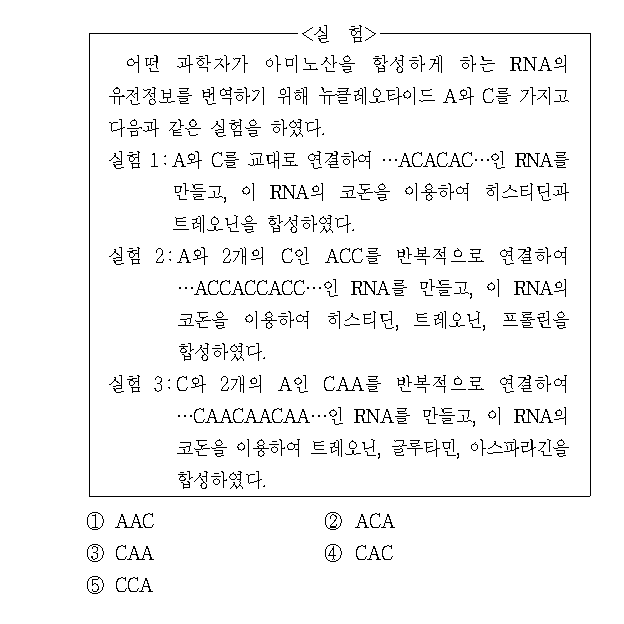 <실 험>
어떤 과학자가 아미노산을 합성하게 하는 RNA의
유전정보를 번역하기 위해 뉴클레오타이드 A와 C를 가지고
다음과 같은 실험을 하였다.
실험 1:A와 C를 교대로 연결하여 …ACACAC…인 RNA를
만들고, 이 RNA의 코돈을 이용하여 히스티딘과
트레오닌을 합성하였다.
실험 2:A와 2개의 C인 ACC를 반복적으로 연결하여
…ACCACCACC…인 RNA를 만들고, 이 RNA의
코돈을 이용하여 히스티딘, 트레오닌, 프롤린을
합성하였다.
실험 3:C와 2개의 A인 CAA를 반복적으로 연결하여
…CAACAACAA…인 RNA를 만들고, 이 RNA의
코돈을 이용하여 트레오닌, 글루타민, 아스파라긴을
합성하였다.
① AAC ② ACA
③ CAA ④ CAC
⑤ CCA